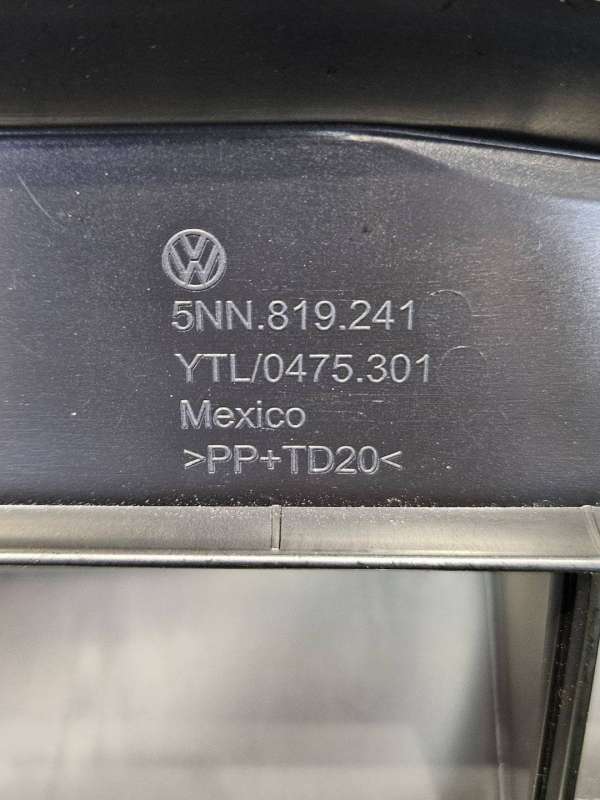 5NN.819.241
YTL/0475.301
Mexico
>PP+TD20<